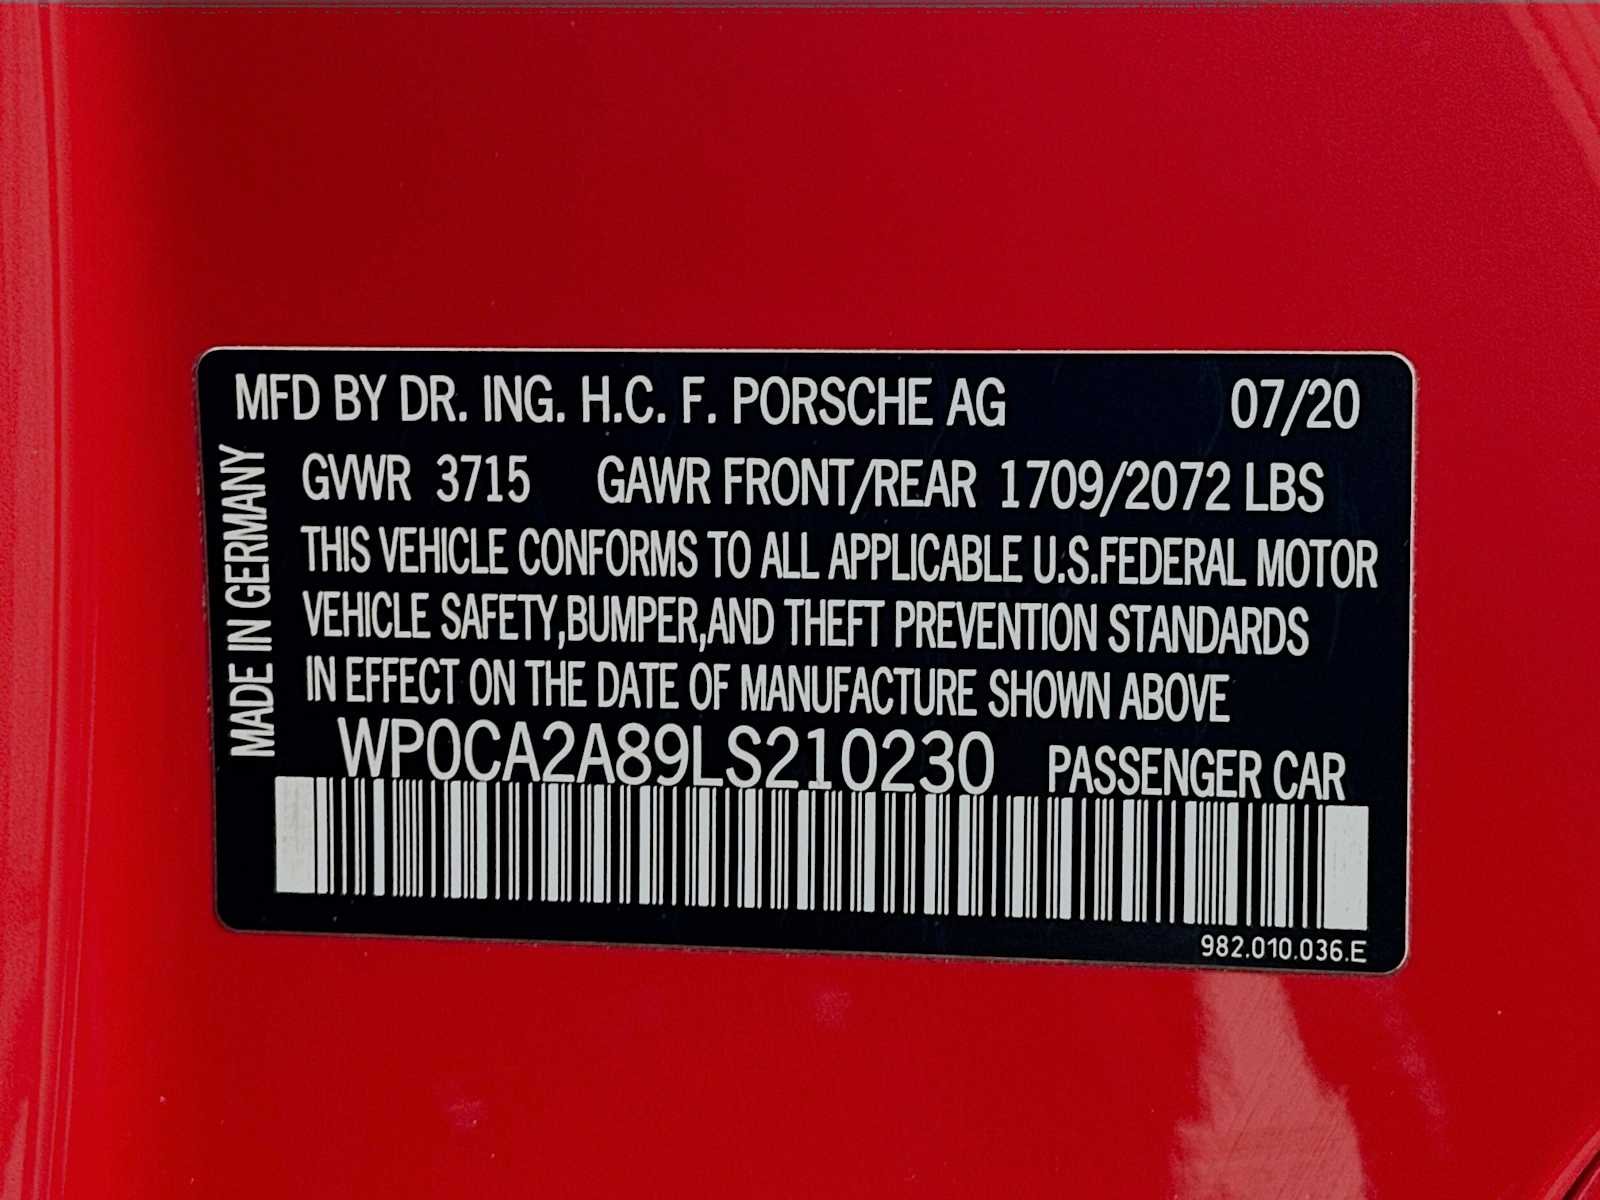 MFD BY DR. ING. H.C. F. PORSCHE AG 07/20
MADE IN GERMANY
GVWR 3715 GAWR FRONT/REAR 1709/2072 LBS
THIS VEHICLE CONFORMS TO ALL APPLICABLE U.S.FEDERAL MOTOR
VEHICLE SAFETY,BUMPER,AND THEFT PREVENTION STANDARDS
IN EFFECT ON THE DATE OF MANUFACTURE SHOWN ABOVE
WP0CA2A89LS210230 PASSENGER CAR
982.010.036.E